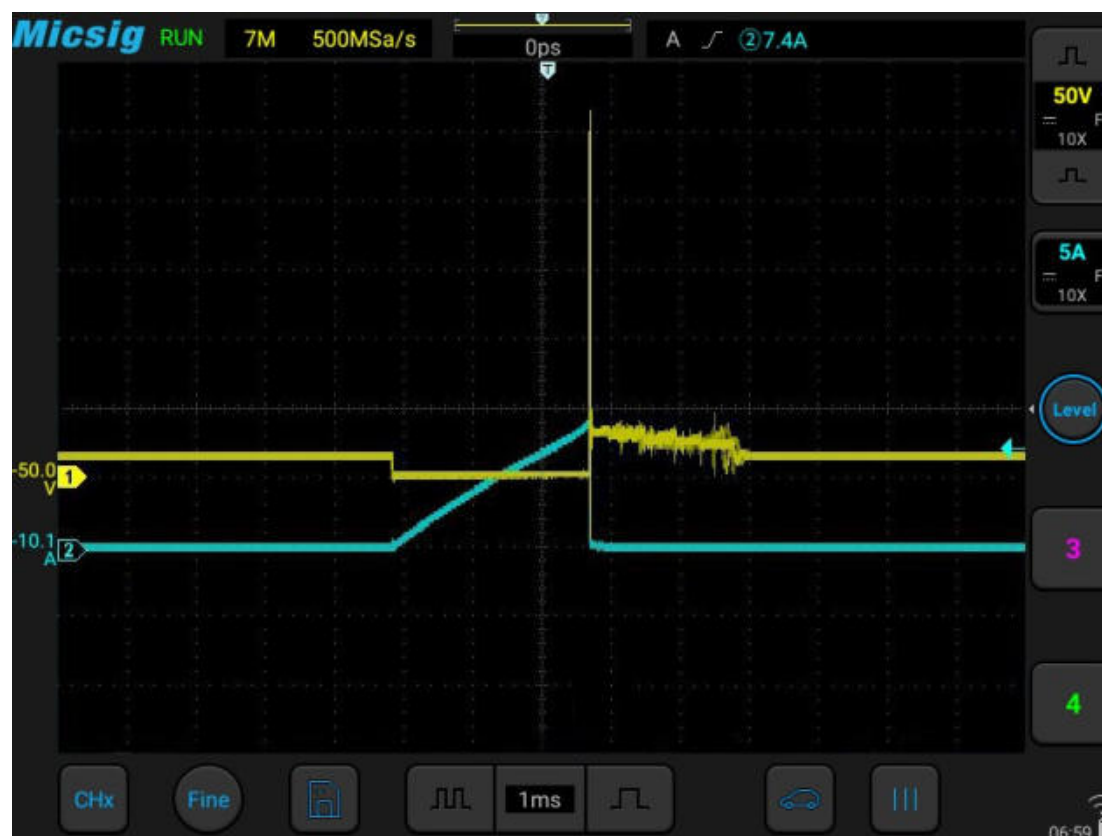 Micsig RUN 7M 500MSa/s 0ps A ②7.4A
T
T
50V
F
10X
5A
F
10X
Level
-50.0
V
1
-10.1
A
2
3
4
CHx Fine 1ms
06:59